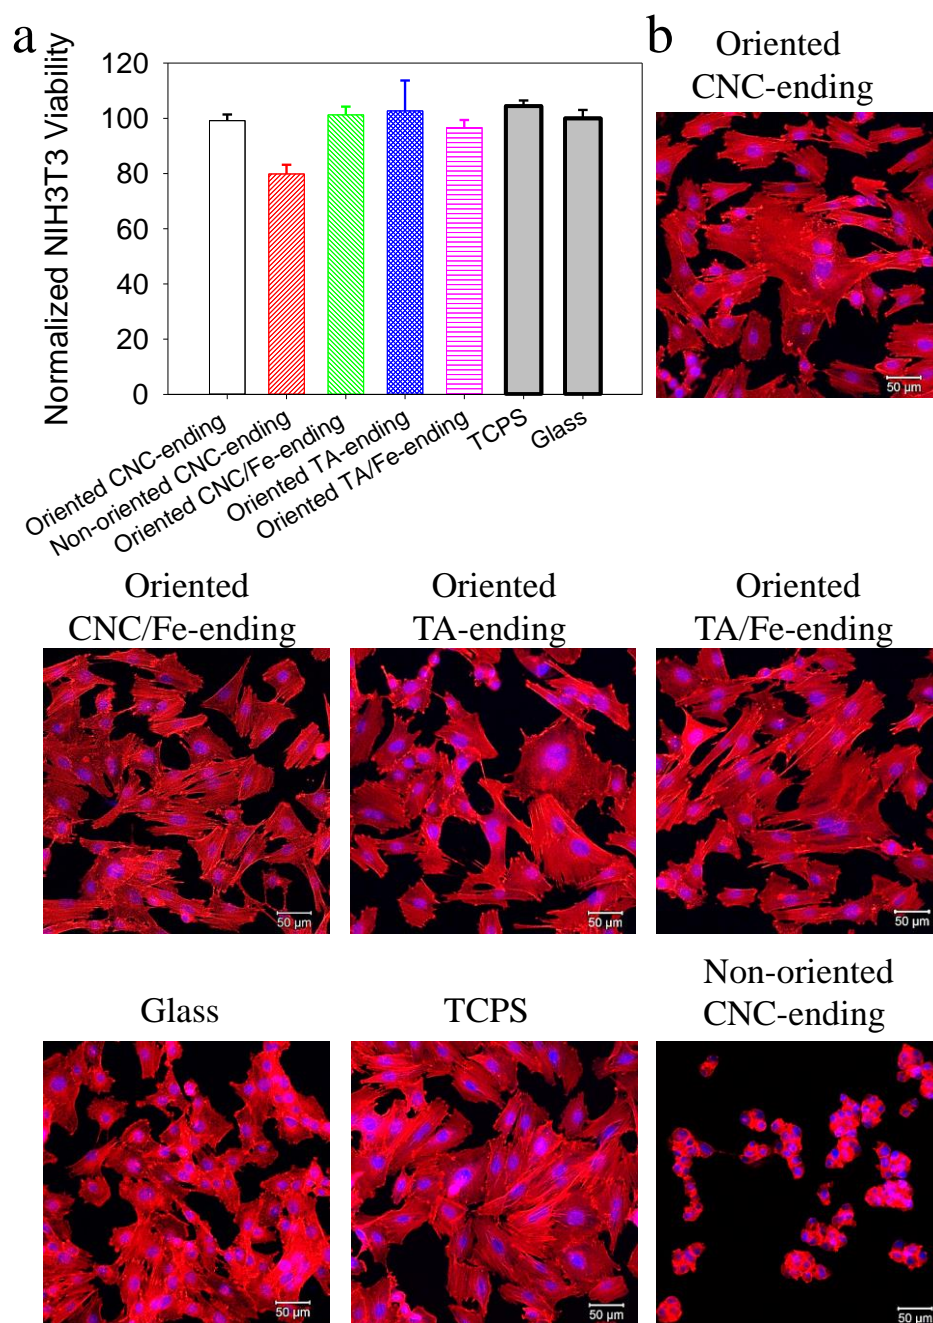 a
Normalized NIH3T3 Viability
120
100
80
60
40
20
0
Oriented CNC-ending
Non-oriented CNC-ending
Oriented CNC/Fe-ending
Oriented TA-ending
Oriented TA/Fe-ending
TCPS
Glass
b
Oriented
CNC-ending
50 µm
Oriented
CNC/Fe-ending
50 µm
Oriented
TA-ending
50 µm
Oriented
TA/Fe-ending
50 µm
Glass
50 µm
TCPS
50 µm
Non-oriented
CNC-ending
50 µm